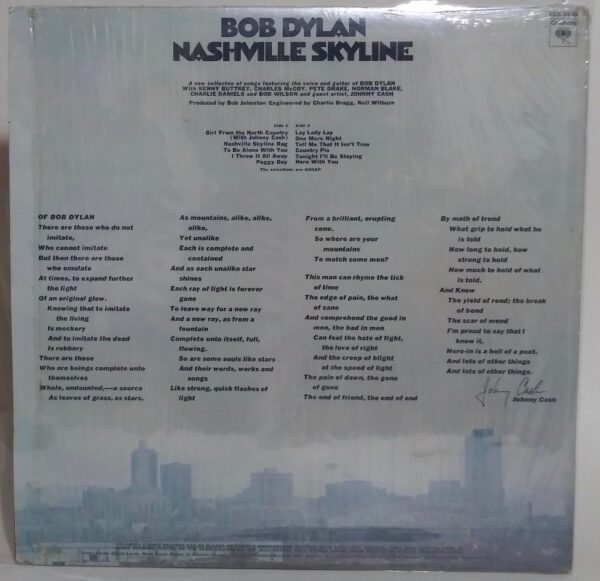 BOB DYLAN
NASHVILLE SKYLINE
A new collection of songs featuring the voice and guitar of BOB DYLAN
With KENNY BUTTREY, CHARLES McCOY, PETE DRAKE, NORMAN BLAKE,
CHARLIE DANIELS and BOB WILSON and guest artist, JOHNNY CASH
Produced by Bob Johnston Engineered by Charlie Bragg, Neil Wilburn
Side 1
Girl From the North Country
(With Johnny Cash)
Nashville Skyline Rag
To Be Alone With You
I Threw It All Away
Peggy Day
Side 2
Lay Lady Lay
One More Night
Tell Me That It Isn't True
Country Pie
Tonight I'll Be Staying
Here With You
The selections are ASCAP.
OF BOB DYLAN
There are those who do not
imitate,
Who cannot imitate
But then there are those
who emulate
At times, to expand further
the light
Of an original glow.
Knowing that to imitate
the living
Is mockery
And to imitate the dead
Is robbery
There are those
Who are beings complete unto
themselves
Whole, undaunted,—a source
As leaves of grass, as stars,
As mountains, alike, alike,
alike,
Yet unalike
Each is complete and
contained
And as each unalike star
shines
Each ray of light is forever
gone
To leave way for a new ray
And a new ray, as from a
fountain
Complete unto itself, full,
flowing.
So are some souls like stars
And their words, works and
songs
Like strong, quick flashes of
light
From a brilliant, erupting
cone.
So where are your
mountains
To match some men?
This man can rhyme the tick
of time
The edge of pain, the what
of sane
And comprehend the good in
men, the bad in men
Can feel the hate of fight,
the love of right
And the creep of blight
at the speed of light
The pain of dawn, the gone
of gone
The end of friend, the end of end
By math of trend
What grip to hold what he
is told
How long to hold, how
strong to hold
How much to hold of what
is told.
And Know
The yield of rend; the break
of bend
The scar of mend
I'm proud to say that I
know it.
Here-in is a hell of a poet.
And lots of other things
And lots of other things.
Johnny Cash
Johnny Cash